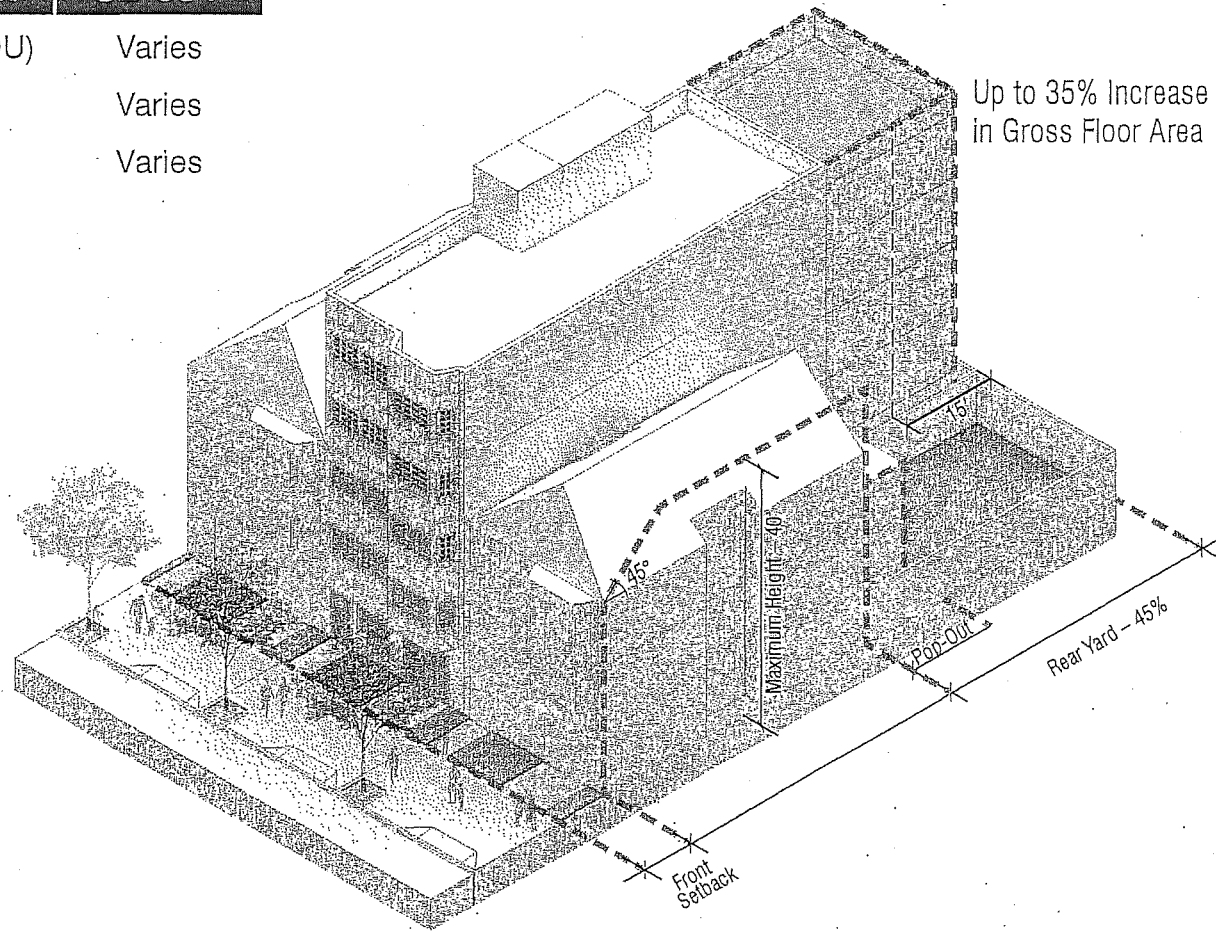 U) Varies
Varies
Varies
Up to 35% Increase
in Gross Floor Area
15'
45°
Maximum Height – 40'
Pop-Out
Rear Yard – 45%
Front
Setback